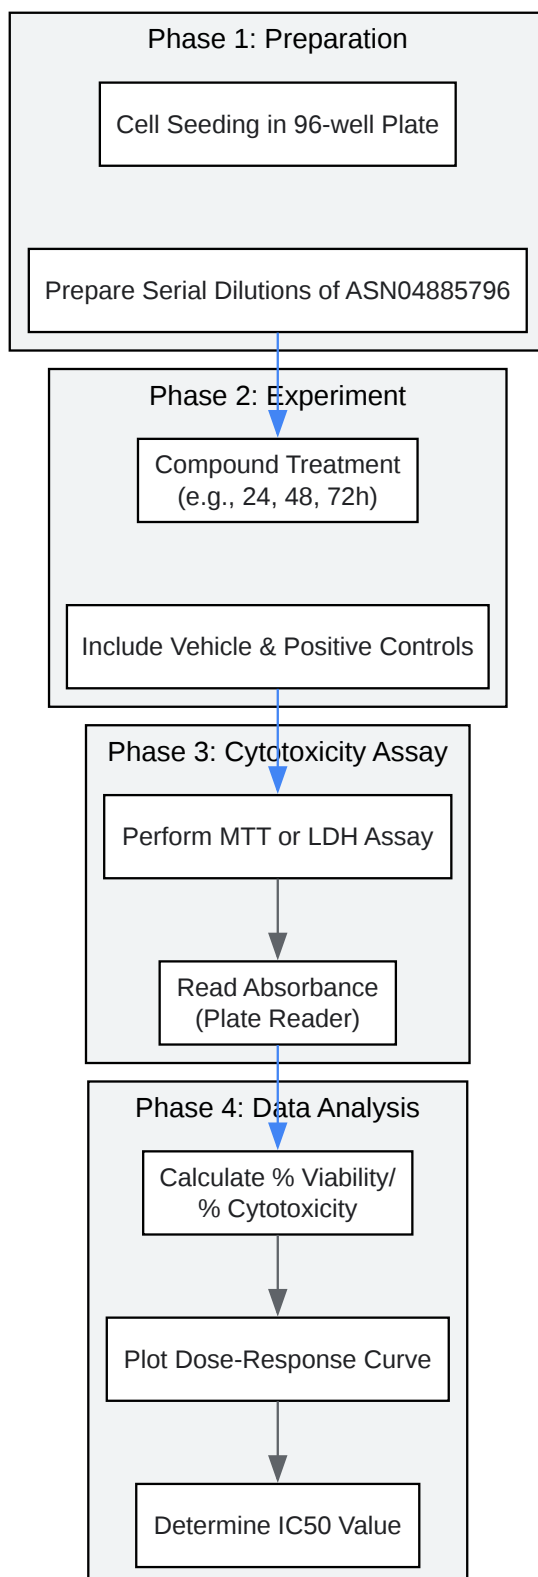 Phase 1: Preparation
Cell Seeding in 96-well Plate
Prepare Serial Dilutions of ASN04885796
Phase 2: Experiment
Compound Treatment
(e.g., 24, 48, 72h)
Include Vehicle & Positive Controls
Phase 3: Cytotoxicity Assay
Perform MTT or LDH Assay
Read Absorbance
(Plate Reader)
Phase 4: Data Analysis
Calculate % Viability/
% Cytotoxicity
Plot Dose-Response Curve
Determine IC50 Value